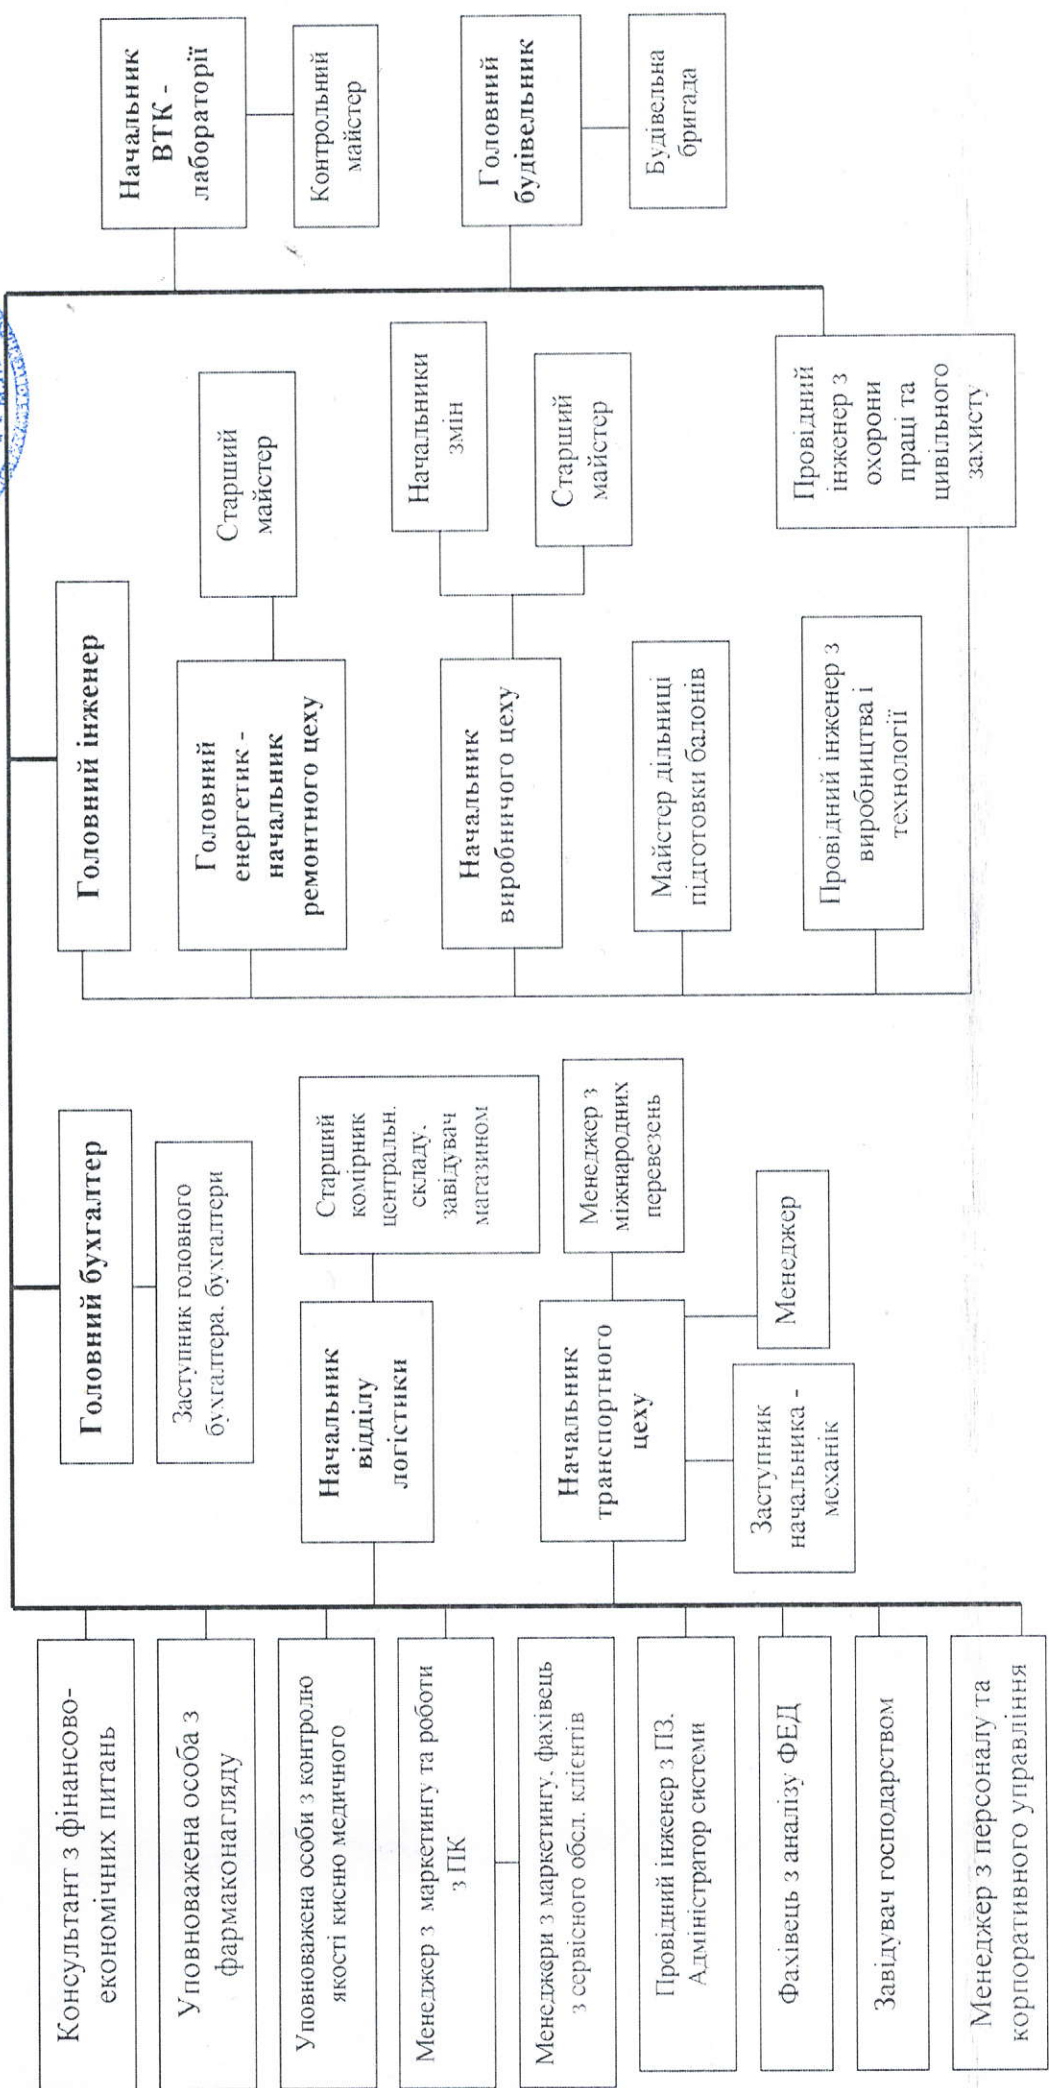 Консультант з фінансово-
економічних питань
Уповноважена особа з
фармаконагляду
Уповноважена особи з контролю
якості кисню медичного
Менеджер з маркетингу та роботи
з ПК
Менеджери з маркетингу, фахівець
з сервісного обсл. клієнтів
Провідний інженер з ПЗ.
Адміністратор системи
Фахівець з аналізу ФЕД
Завідувач господарством
Менеджер з персоналу та
корпоративного управління
Головний бухгалтер
Заступник головного
бухгалтера. бухгалтери
Начальник
відділу
логістики
Старший
комірник
центральн.
складу.
завідувач
магазином
Начальник
транспортного
цеху
Менеджер з
міжнародних
перевезень
Заступник
начальника -
механік
Менеджер
Головний інженер
Головний
енергетик -
начальник
ремонтного цеху
Старший
майстер
Начальник
виробничого цеху
Начальники
змін
Старший
майстер
Майстер дільниці
підготовки балонів
Провідний інженер з
виробництва і
технології
Провідний
інженер з
охорони
праці та
цивільного
захисту
Начальник
ВТК -
лабораторії
Контрольний
майстер
Головний
будівельник
Будівельна
бригада